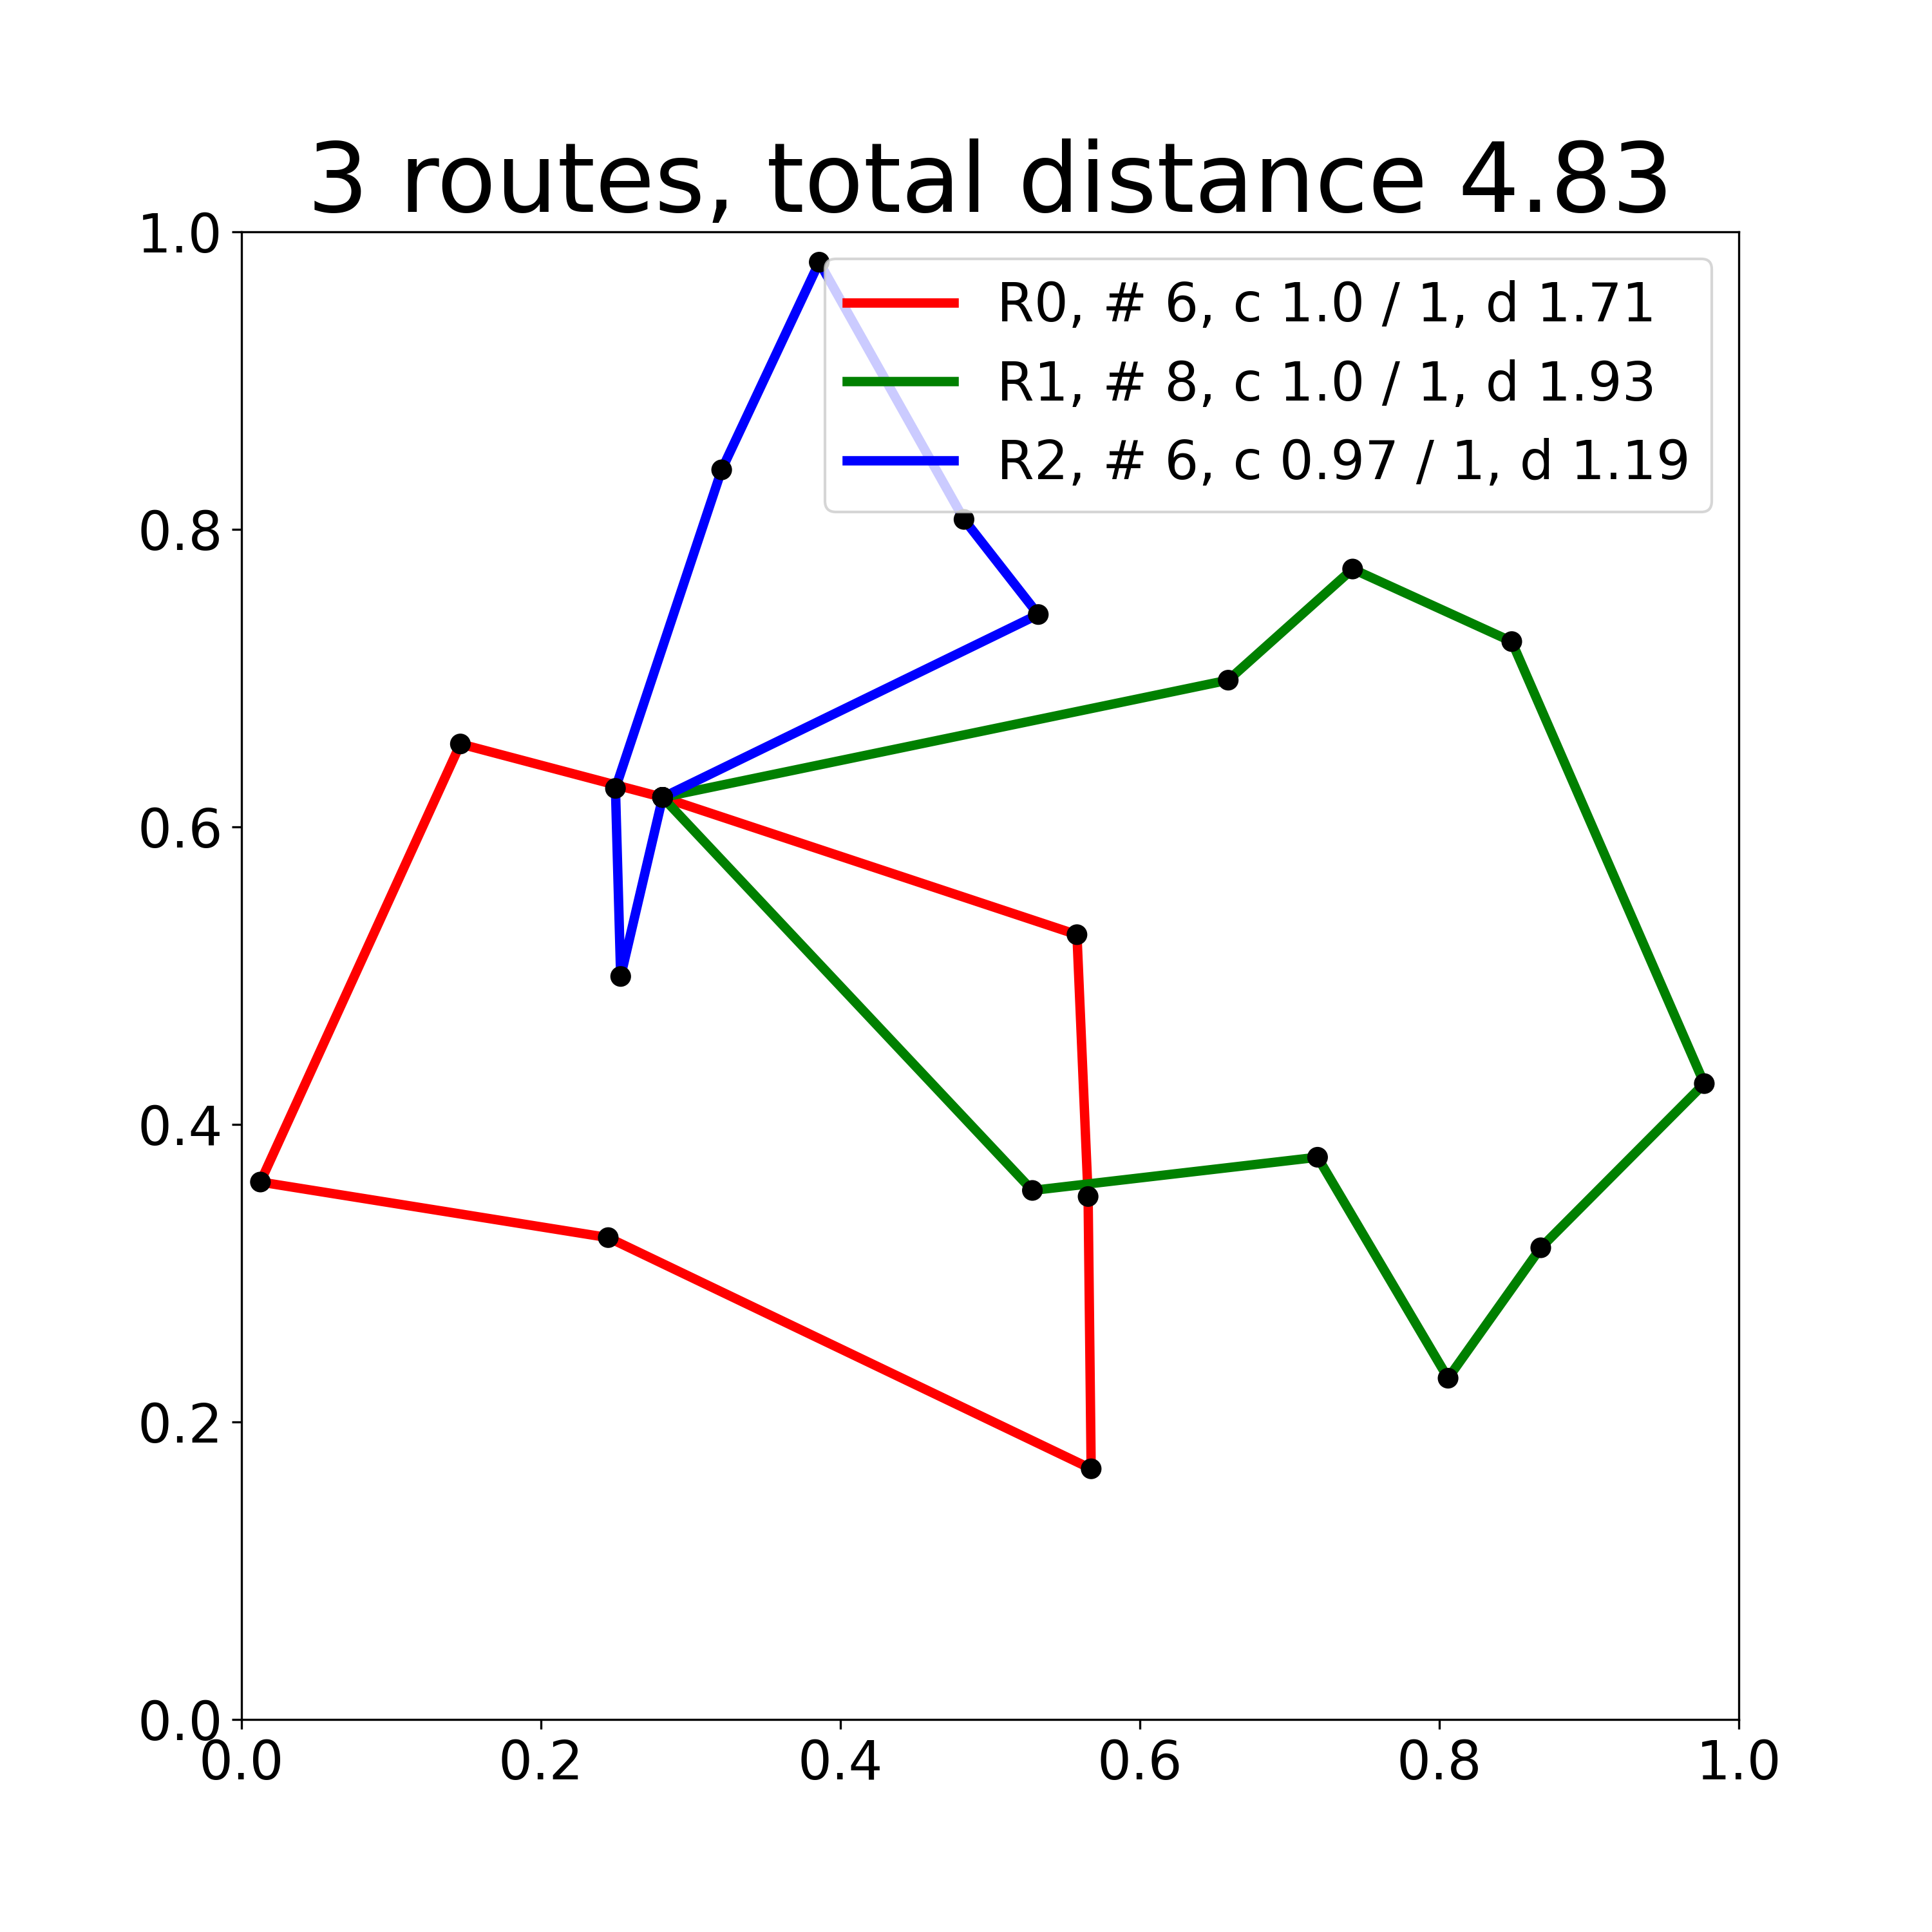 3 routes, total distance 4.83
1.0
R0, # 6, c 1.0 / 1, d 1.71
R1, # 8, c 1.0 / 1, d 1.93
R2, # 6, c 0.97 / 1, d 1.19
0.8
0.6
0.4
0.2
0.0
0.0 0.2 0.4 0.6 0.8 1.0